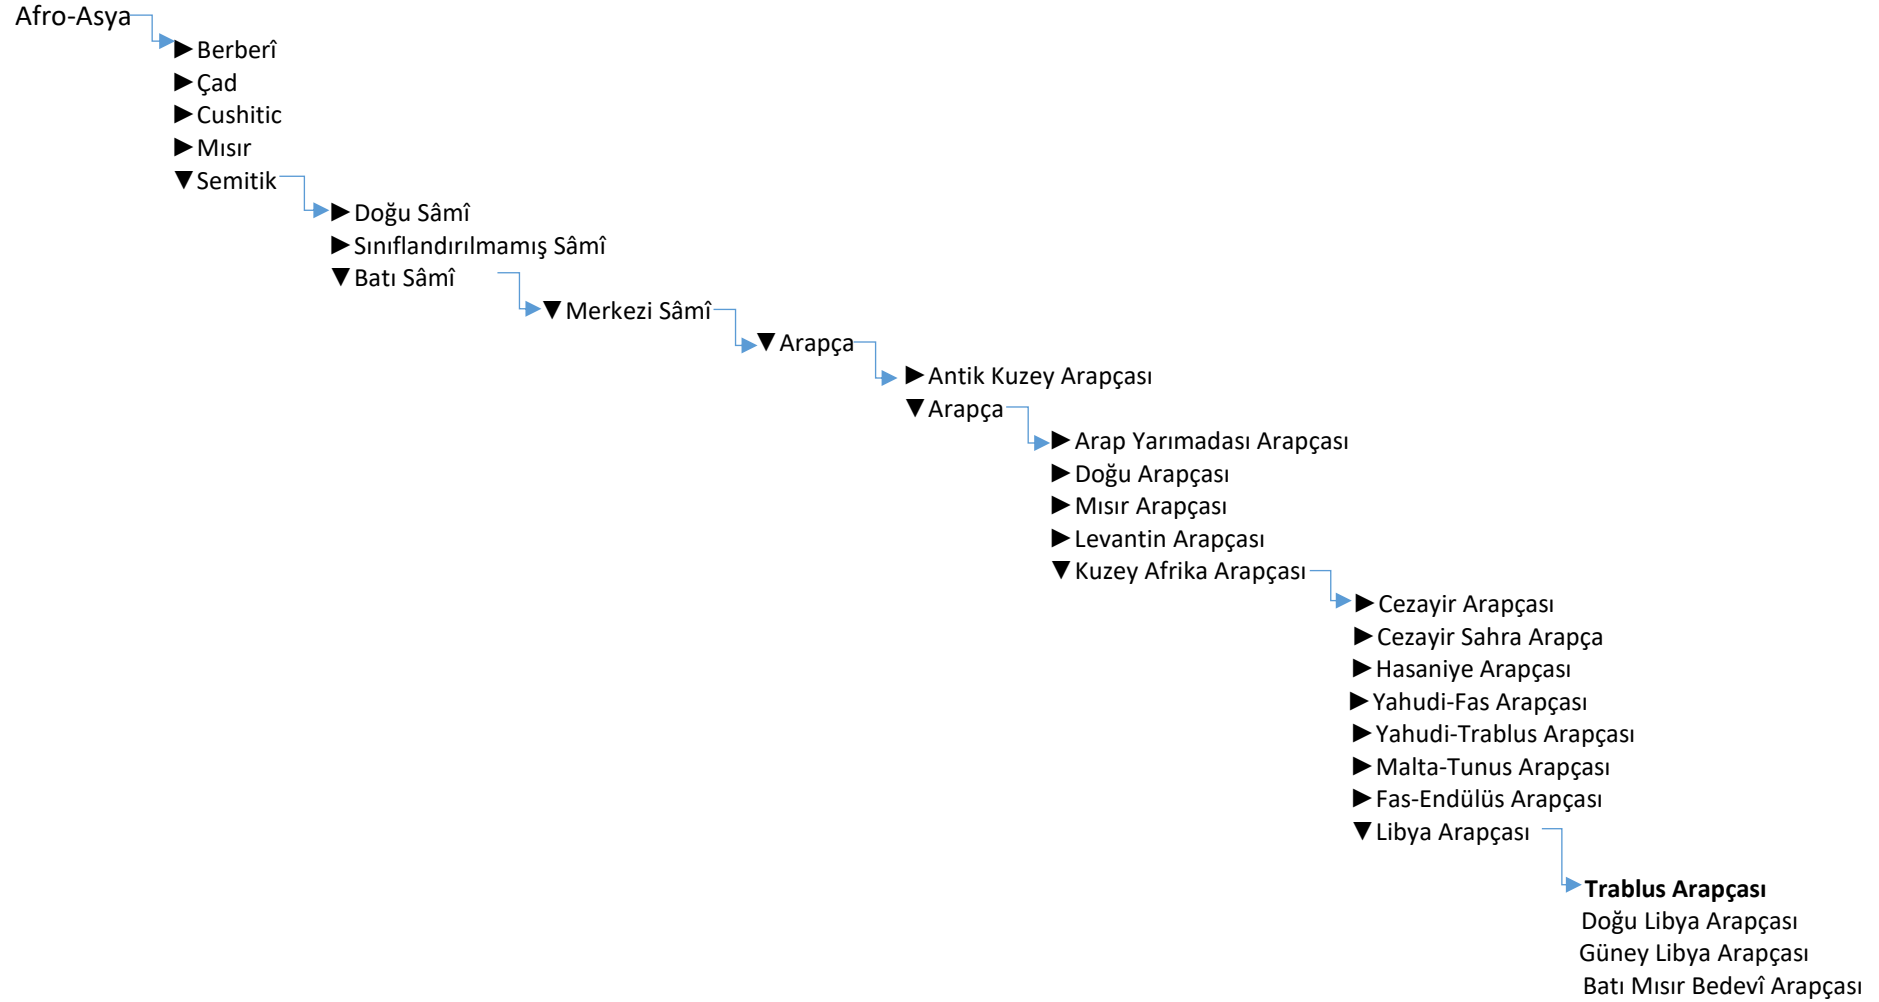 Afro-Asya
►Berberî
►Çad
►Cushitic
►Mısır
▼Semitik
►Doğu Sâmî
►Sınıflandırılmamış Sâmî
▼Batı Sâmî
▼Merkezi Sâmî
▼Arapça
►Antik Kuzey Arapçası
▼Arapça
►Arap Yarımadası Arapçası
►Doğu Arapçası
►Mısır Arapçası
►Levantin Arapçası
▼Kuzey Afrika Arapçası
►Cezayir Arapçası
►Cezayir Sahra Arapça
►Hasaniye Arapçası
►Yahudi-Fas Arapçası
►Yahudi-Trablus Arapçası
►Malta-Tunus Arapçası
►Fas-Endülüs Arapçası
▼Libya Arapçası
Trablus Arapçası
Doğu Libya Arapçası
Güney Libya Arapçası
Batı Mısır Bedevî Arapçası